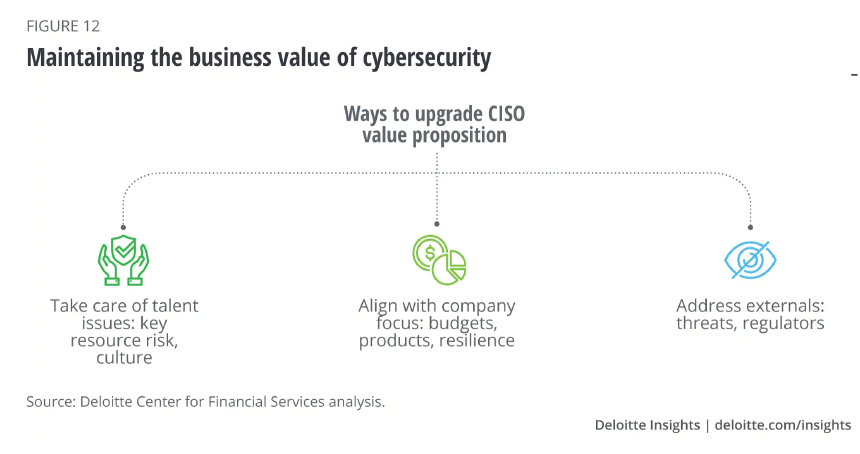 FIGURE 12
Maintaining the business value of cybersecurity
Ways to upgrade CISO
value proposition
Take care of talent
issues: key
resource risk,
culture
Align with company
focus: budgets,
products, resilience
Address externals:
threats, regulators
Source: Deloitte Center for Financial Services analysis.
Deloitte Insights | deloitte.com/insights